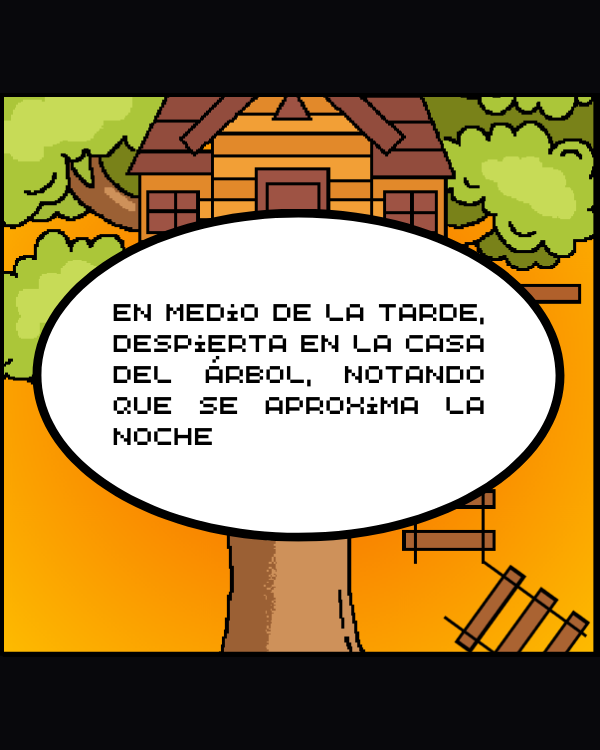 EN MEDiO DE LA TARDE,
DESPiERTA EN LA CASA
DEL ÁRBOL, NOTANDO
QUE SE APROXiMA LA
NOCHE